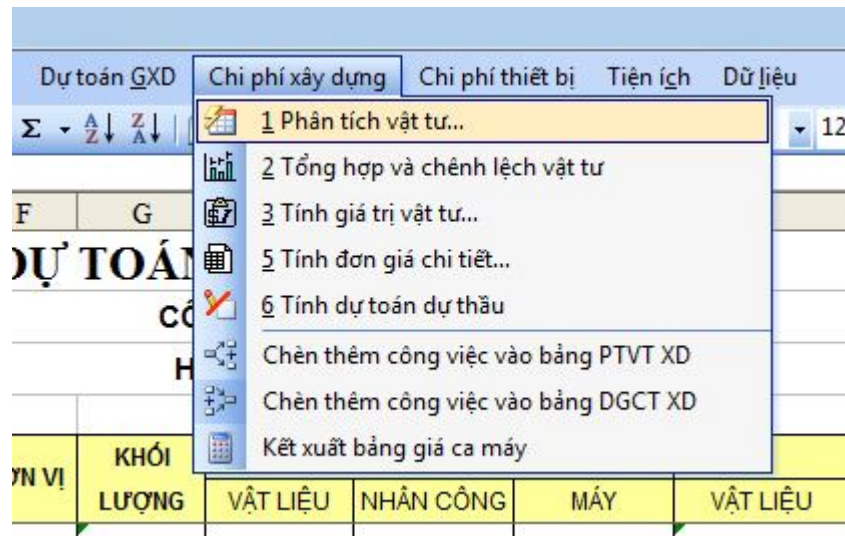 Dự toán GXD Chi phí xây dựng Chi phí thiết bị Tiện ích Dữ liệu
Σ A Z Z A 12
1 Phân tích vật tư...
2 Tổng hợp và chênh lệch vật tư
F G
3 Tính giá trị vật tư...
DỰ TOÁN
5 Tính đơn giá chi tiết...
6 Tính dự toán dự thầu
Chèn thêm công việc vào bảng PTVT XD
Chèn thêm công việc vào bảng DGCT XD
Kết xuất bảng giá ca máy
ƠN VỊ KHỐI LƯỢNG
VẬT LIỆU NHÂN CÔNG MÁY VẬT LIỆU